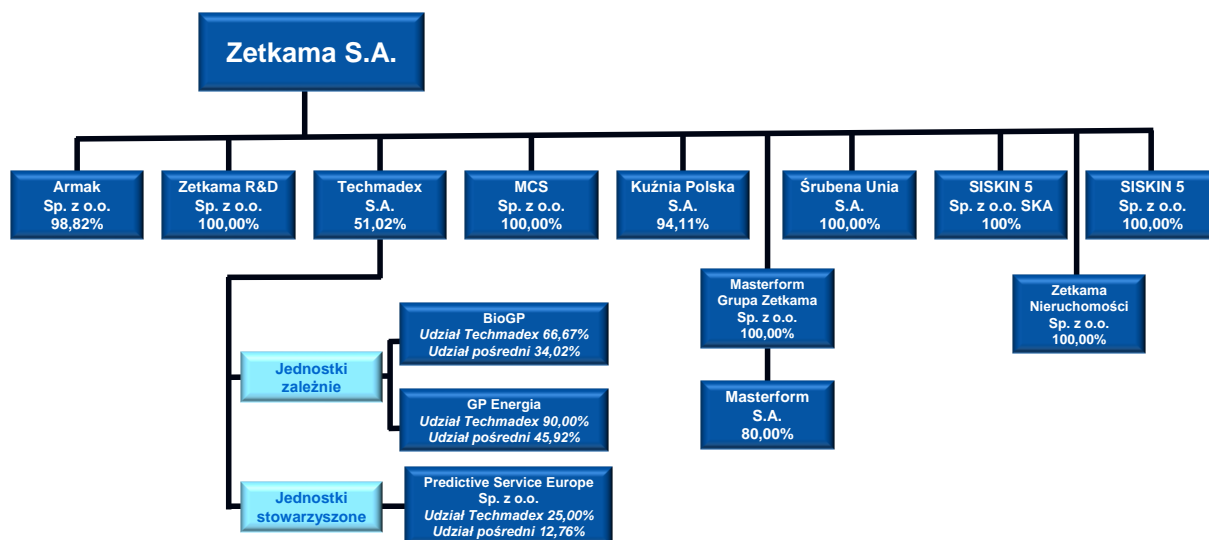 Zetkama S.A.
Armak
Sp. z o.o.
98,82%
Zetkama R&D
Sp. z o.o.
100,00%
Techmadex
S.A.
51,02%
MCS
Sp. z o.o.
100,00%
Kuźnia Polska
S.A.
94,11%
Śrubena Unia
S.A.
100,00%
SISKIN 5
Sp. z o.o. SKA
100%
SISKIN 5
Sp. z o.o.
100,00%
Masterform
Grupa Zetkama
Sp. z o.o.
100,00%
Zetkama
Nieruchomości
Sp. z o.o.
100,00%
BioGP
Udział Techmadex 66,67%
Udział pośredni 34,02%
Jednostki
zależnie
GP Energia
Udział Techmadex 90,00%
Udział pośredni 45,92%
Masterform
S.A.
80,00%
Jednostki
stowarzyszone
Predictive Service Europe
Sp. z o.o.
Udział Techmadex 25,00%
Udział pośredni 12,76%